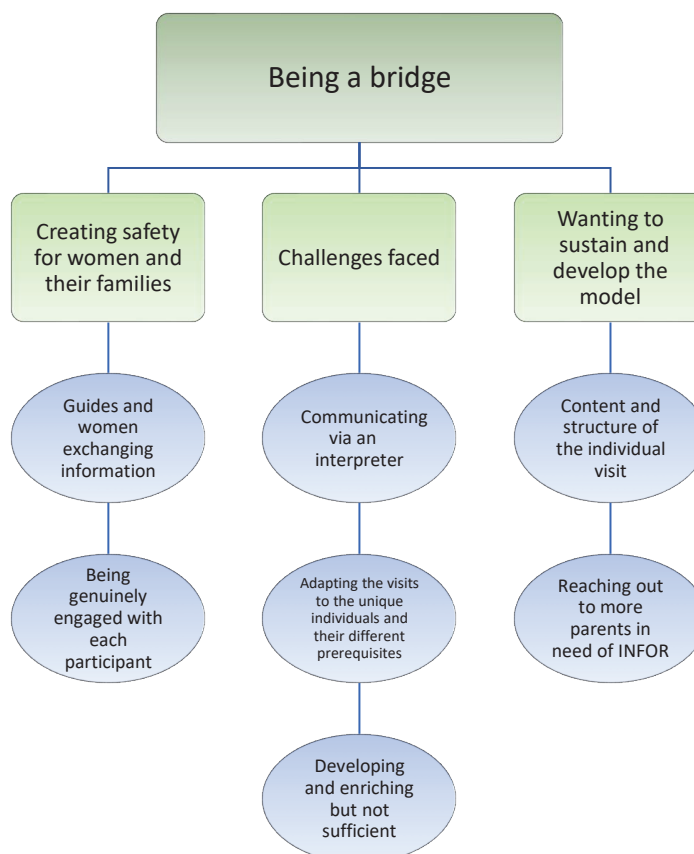 Being a bridge
Creating safety
for women and
their families
Challenges faced
Wanting to
sustain and
develop the
model
Guides and
women
exchanging
information
Communicating
via an
interpreter
Content and
structure of
the individual
visit
Being
genuinely
engaged with
each
participant
Adapting the visits
to the unique
individuals and
their different
prerequisites
Reaching out
to more
parents in
need of INFOR
Developing
and enriching
but not
sufficient